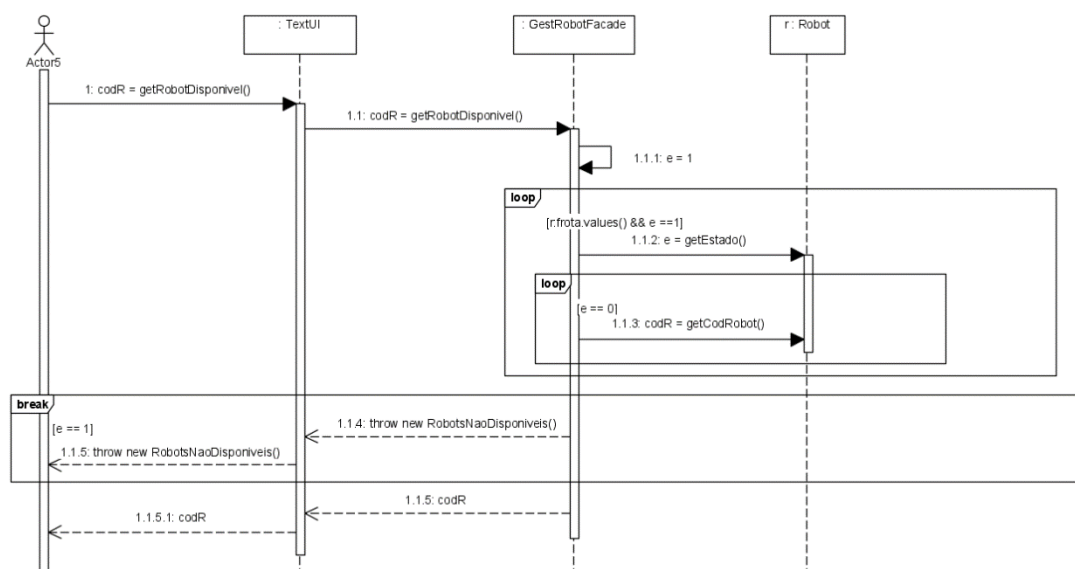 : TextUI
: GestRobotFacade
r : Robot
Actor5
1: codR = getRobotDisponivel()
1.1: codR = getRobotDisponivel()
1.1.1: e = 1
loop
[r:frota.values() && e ==1]
1.1.2: e = getEstado()
loop
[e == 0]
1.1.3: codR = getCodRobot()
break
[e == 1]
1.1.4: throw new RobotsNaoDisponiveis()
1.1.5: throw new RobotsNaoDisponiveis()
1.1.5: codR
1.1.5.1: codR